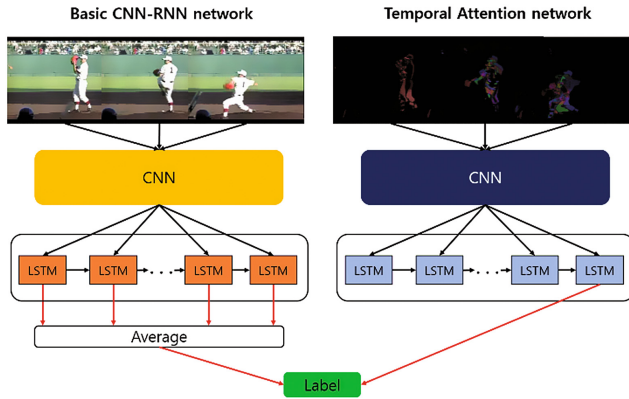 Basic CNN-RNN network
Temporal Attention network
CNN
CNN
LSTM LSTM ... LSTM LSTM
LSTM LSTM ... LSTM LSTM
Average
Label